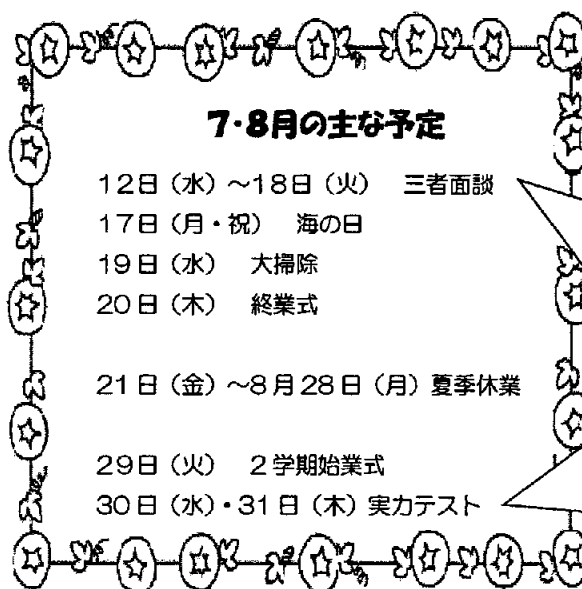 7・8月の主な予定
12日（水）～18日（火） 三者面談
17日（月・祝） 海の日
19日（水） 大掃除
20日（木） 終業式
21日（金）～8月28日（月）夏季休業
29日（火） 2学期始業式
30日（水）・31日（木）実力テスト